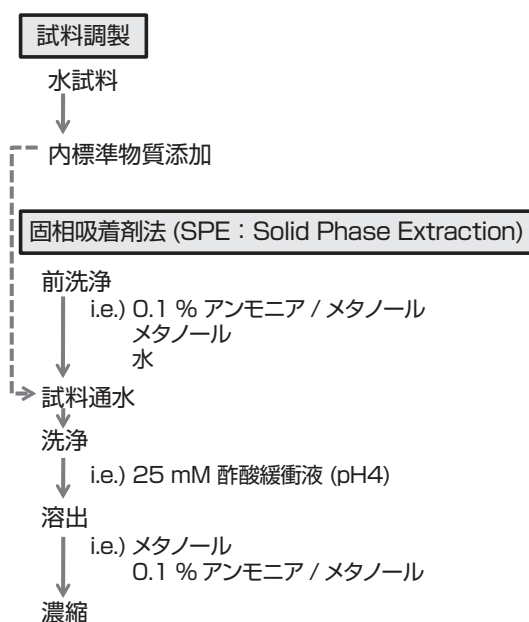 試料調製
水試料
内標準物質添加
固相吸着剤法 (SPE：Solid Phase Extraction)
前洗浄
i.e.) 0.1 % アンモニア / メタノール
メタノール
水
試料通水
洗浄
i.e.) 25 mM 酢酸緩衝液 (pH4)
溶出
i.e.) メタノール
0.1 % アンモニア / メタノール
濃縮